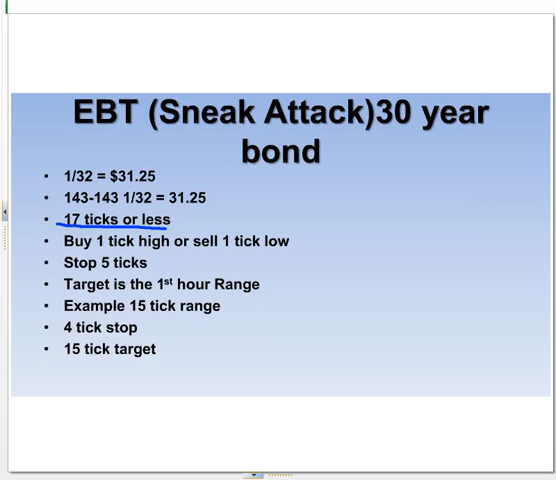 EBT (Sneak Attack)30 year
bond
• 1/32 = $31.25
• 143-143 1/32 = 31.25
• 17 ticks or less
• Buy 1 tick high or sell 1 tick low
• Stop 5 ticks
• Target is the 1st hour Range
• Example 15 tick range
• 4 tick stop
• 15 tick target